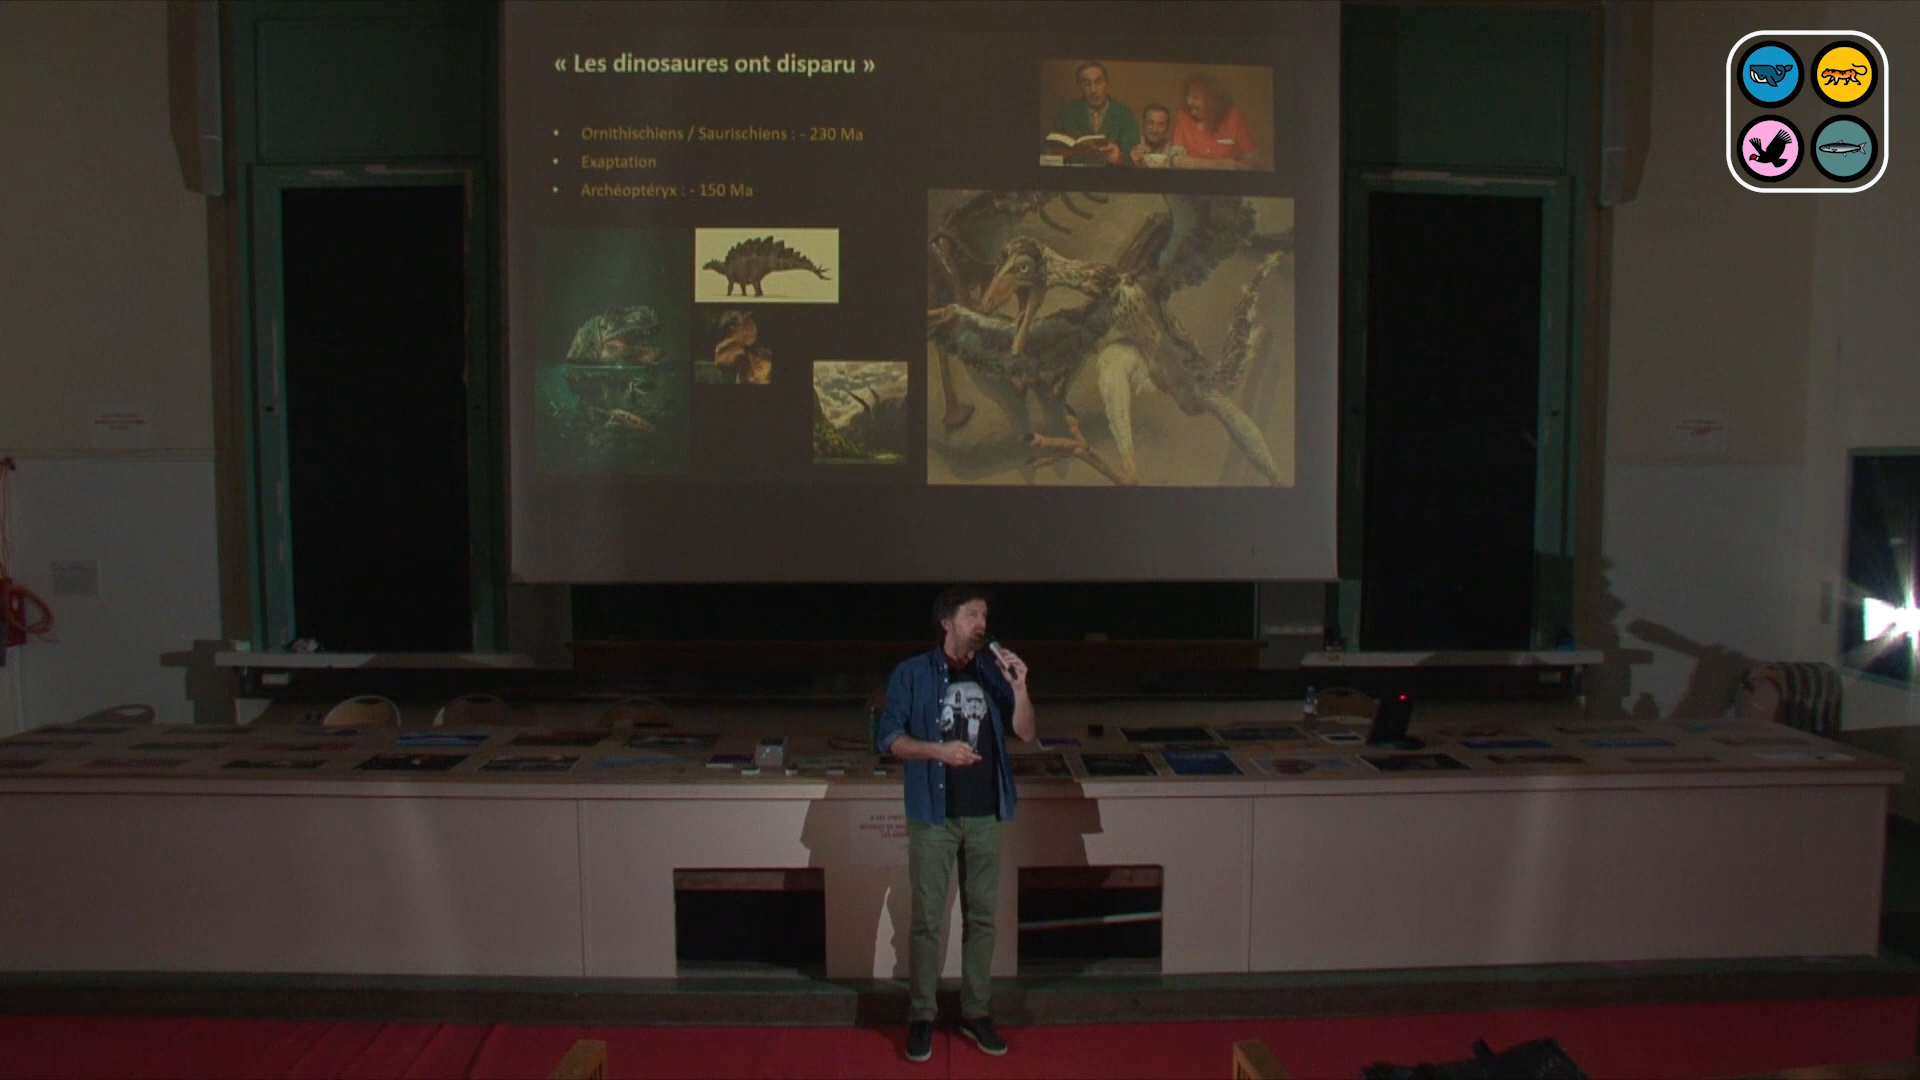 « Les dinosaures ont disparu »
• Ornithischiens / Saurischiens : - 230 Ma
• Exaptation
• Archéoptéryx : - 150 Ma